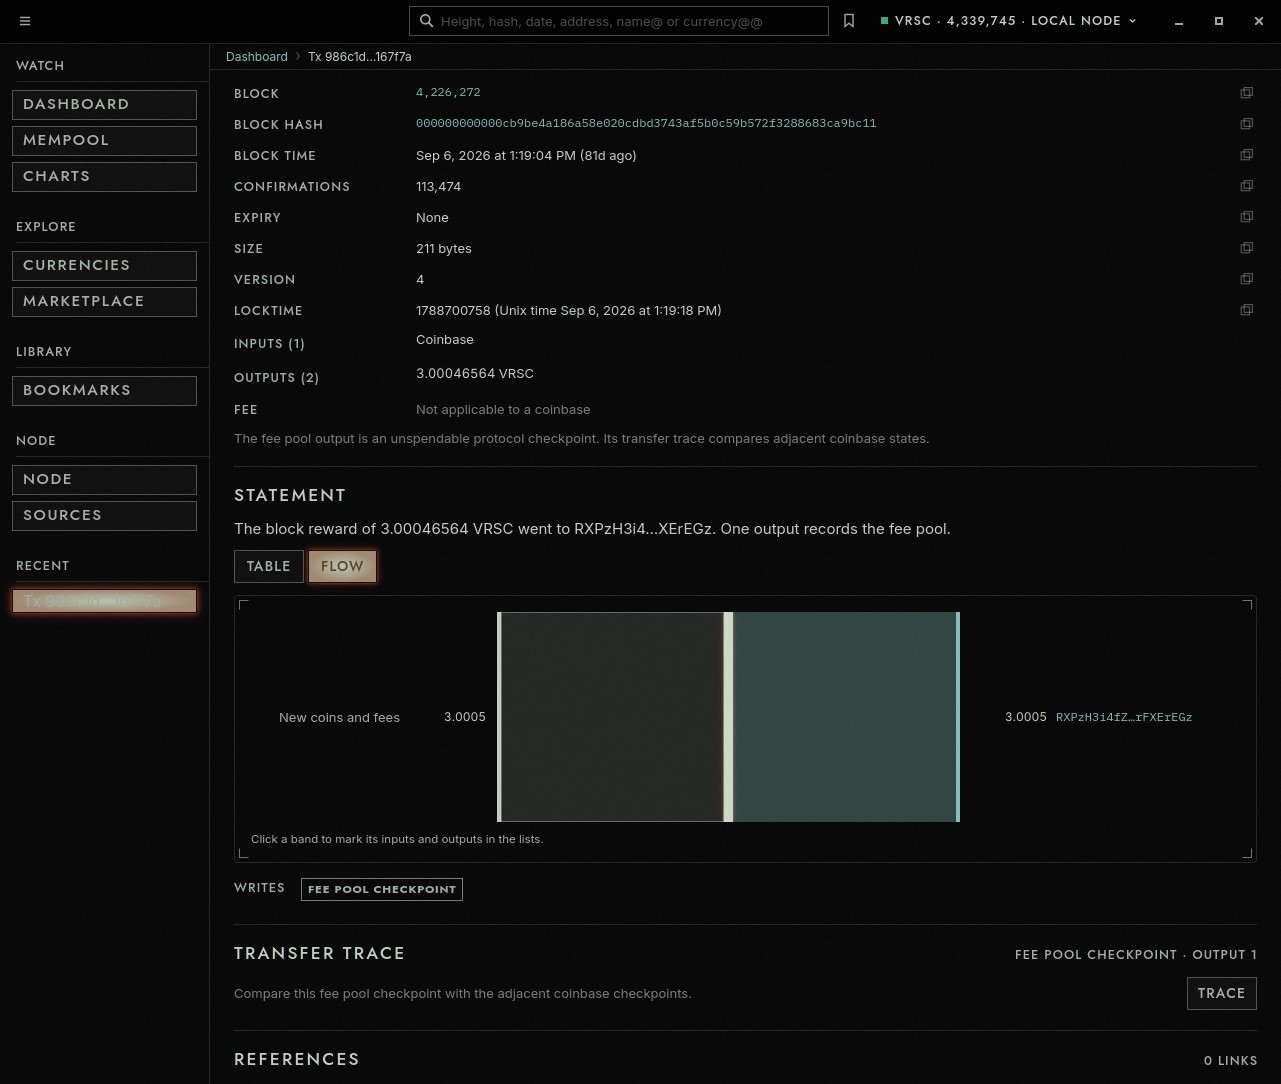 Height, hash, date, address, name@ or currency@@
VRSC · 4,339,745 · LOCAL NODE
WATCH
DASHBOARD
MEMPOOL
CHARTS
EXPLORE
CURRENCIES
MARKETPLACE
LIBRARY
BOOKMARKS
NODE
NODE
SOURCES
RECENT
Tx 986c1d…167f7a
Dashboard › Tx 986c1d…167f7a
BLOCK 4,226,272
BLOCK HASH 000000000000cb9be4a186a58e020cdbd3743af5b0c59b572f3288683ca9bc11
BLOCK TIME Sep 6, 2026 at 1:19:04 PM (81d ago)
CONFIRMATIONS 113,474
EXPIRY None
SIZE 211 bytes
VERSION 4
LOCKTIME 1788700758 (Unix time Sep 6, 2026 at 1:19:18 PM)
INPUTS (1) Coinbase
OUTPUTS (2) 3.00046564 VRSC
FEE Not applicable to a coinbase
The fee pool output is an unspendable protocol checkpoint. Its transfer trace compares adjacent coinbase states.
STATEMENT
The block reward of 3.00046564 VRSC went to RXPzH3i4…XErEGz. One output records the fee pool.
TABLE FLOW
New coins and fees 3.0005 3.0005 RXPzH3i4fZ…rFXErEGz
Click a band to mark its inputs and outputs in the lists.
WRITES FEE POOL CHECKPOINT
TRANSFER TRACE FEE POOL CHECKPOINT · OUTPUT 1
Compare this fee pool checkpoint with the adjacent coinbase checkpoints. TRACE
REFERENCES 0 LINKS